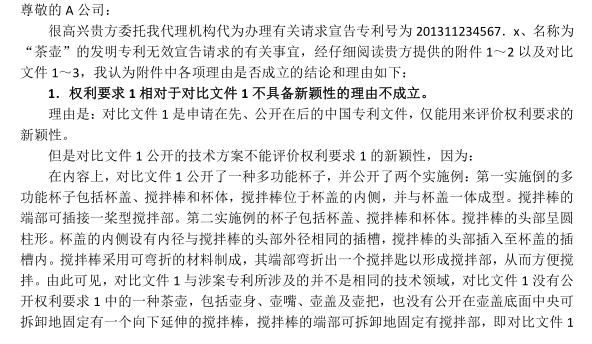 尊敬的 A 公司：
很高兴贵方委托我代理机构代为办理有关请求宣告专利号为 201311234567．x、名称为
“茶壶”的发明专利无效宣告请求的有关事宜，经仔细阅读贵方提供的附件 1～2 以及对比
文件 1～3，我认为附件中各项理由是否成立的结论和理由如下：
1．权利要求 1 相对于对比文件 1 不具备新颖性的理由不成立。
理由是：对比文件 1 是申请在先、公开在后的中国专利文件，仅能用来评价权利要求的
新颖性。
但是对比文件 1 公开的技术方案不能评价权利要求 1 的新颖性，因为：
在内容上，对比文件 1 公开了一种多功能杯子，并公开了两个实施例：第一实施倒的多
功能杯子包括杯盖、搅拌棒和杯体，搅拌棒位于杯盖的内侧，并与杯盖一体成型。搅拌棒的
端部可插接一桨型搅拌部。第二实施例的杯子包括杯盖、搅拌棒和杯体。搅拌棒的头部呈圆
柱形。杯盖的内侧设有内径与搅拌棒的头部外径相同的插槽，搅拌棒的头部插入至杯盖的插
槽内。搅拌棒采用可弯折的材料制成，其端部弯折出一个搅拌匙以形成搅拌部，从而方便搅
拌。由此可见，对比文件 1 与涉案专利所涉及的并不是相同的技术领域，对比文件 1 没有公
开权利要求 1 中的一种茶壶，包括壶身、壶嘴、壶盖及壶把，也没有公开在壶盖底面中央可
拆卸地固定有一个向下延伸的搅拌棒，搅拌棒的端部可拆卸地固定有搅拌部，即对比文件 1